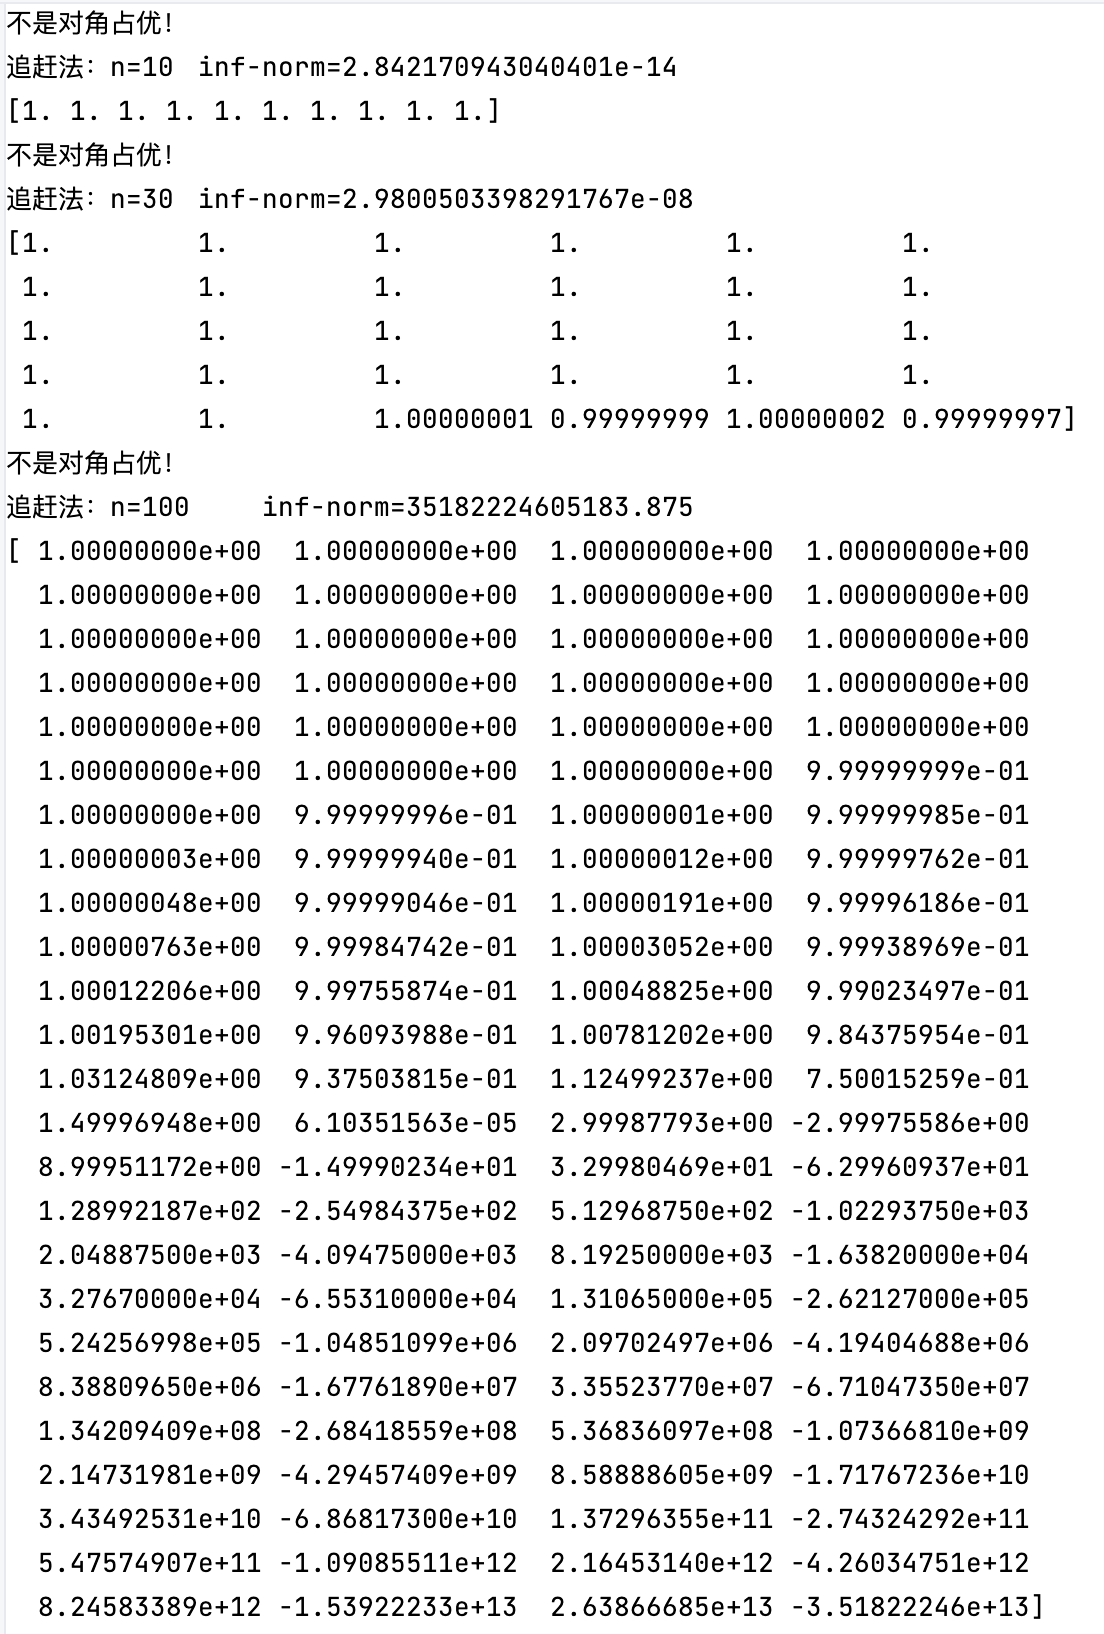 不是对角占优！
追赶法：n=10  inf-norm=2.842170943040401e-14
[1. 1. 1. 1. 1. 1. 1. 1. 1. 1.]
不是对角占优！
追赶法：n=30  inf-norm=2.9800503398291767e-08
[1.         1.         1.         1.         1.         1.
 1.         1.         1.         1.         1.         1.
 1.         1.         1.         1.         1.         1.
 1.         1.         1.         1.         1.         1.
 1.         1.         1.00000001 0.99999999 1.00000002 0.99999997]
不是对角占优！
追赶法：n=100     inf-norm=35182224605183.875
[ 1.00000000e+00  1.00000000e+00  1.00000000e+00  1.00000000e+00
  1.00000000e+00  1.00000000e+00  1.00000000e+00  1.00000000e+00
  1.00000000e+00  1.00000000e+00  1.00000000e+00  1.00000000e+00
  1.00000000e+00  1.00000000e+00  1.00000000e+00  1.00000000e+00
  1.00000000e+00  1.00000000e+00  1.00000000e+00  1.00000000e+00
  1.00000000e+00  1.00000000e+00  1.00000000e+00  9.99999999e-01
  1.00000000e+00  9.99999996e-01  1.00000001e+00  9.99999985e-01
  1.00000003e+00  9.99999940e-01  1.00000012e+00  9.99999762e-01
  1.00000048e+00  9.99999046e-01  1.00000191e+00  9.99996186e-01
  1.00000763e+00  9.99984742e-01  1.00003052e+00  9.99938969e-01
  1.00012206e+00  9.99755874e-01  1.00048825e+00  9.99023497e-01
  1.00195301e+00  9.96093988e-01  1.00781202e+00  9.84375954e-01
  1.03124809e+00  9.37503815e-01  1.12499237e+00  7.50015259e-01
  1.49996948e+00  6.10351563e-05  2.99987793e+00 -2.99975586e+00
  8.99951172e+00 -1.49990234e+01  3.29980469e+01 -6.29960937e+01
  1.28992187e+02 -2.54984375e+02  5.12968750e+02 -1.02293750e+03
  2.04887500e+03 -4.09475000e+03  8.19250000e+03 -1.63820000e+04
  3.27670000e+04 -6.55310000e+04  1.31065000e+05 -2.62127000e+05
  5.24256998e+05 -1.04851099e+06  2.09702497e+06 -4.19404688e+06
  8.38809650e+06 -1.67761890e+07  3.35523770e+07 -6.71047350e+07
  1.34209409e+08 -2.68418559e+08  5.36836097e+08 -1.07366810e+09
  2.14731981e+09 -4.29457409e+09  8.58888605e+09 -1.71767236e+10
  3.43492531e+10 -6.86817300e+10  1.37296355e+11 -2.74324292e+11
  5.47574907e+11 -1.09085511e+12  2.16453140e+12 -4.26034751e+12
  8.24583389e+12 -1.53922233e+13  2.63866685e+13 -3.51822246e+13]